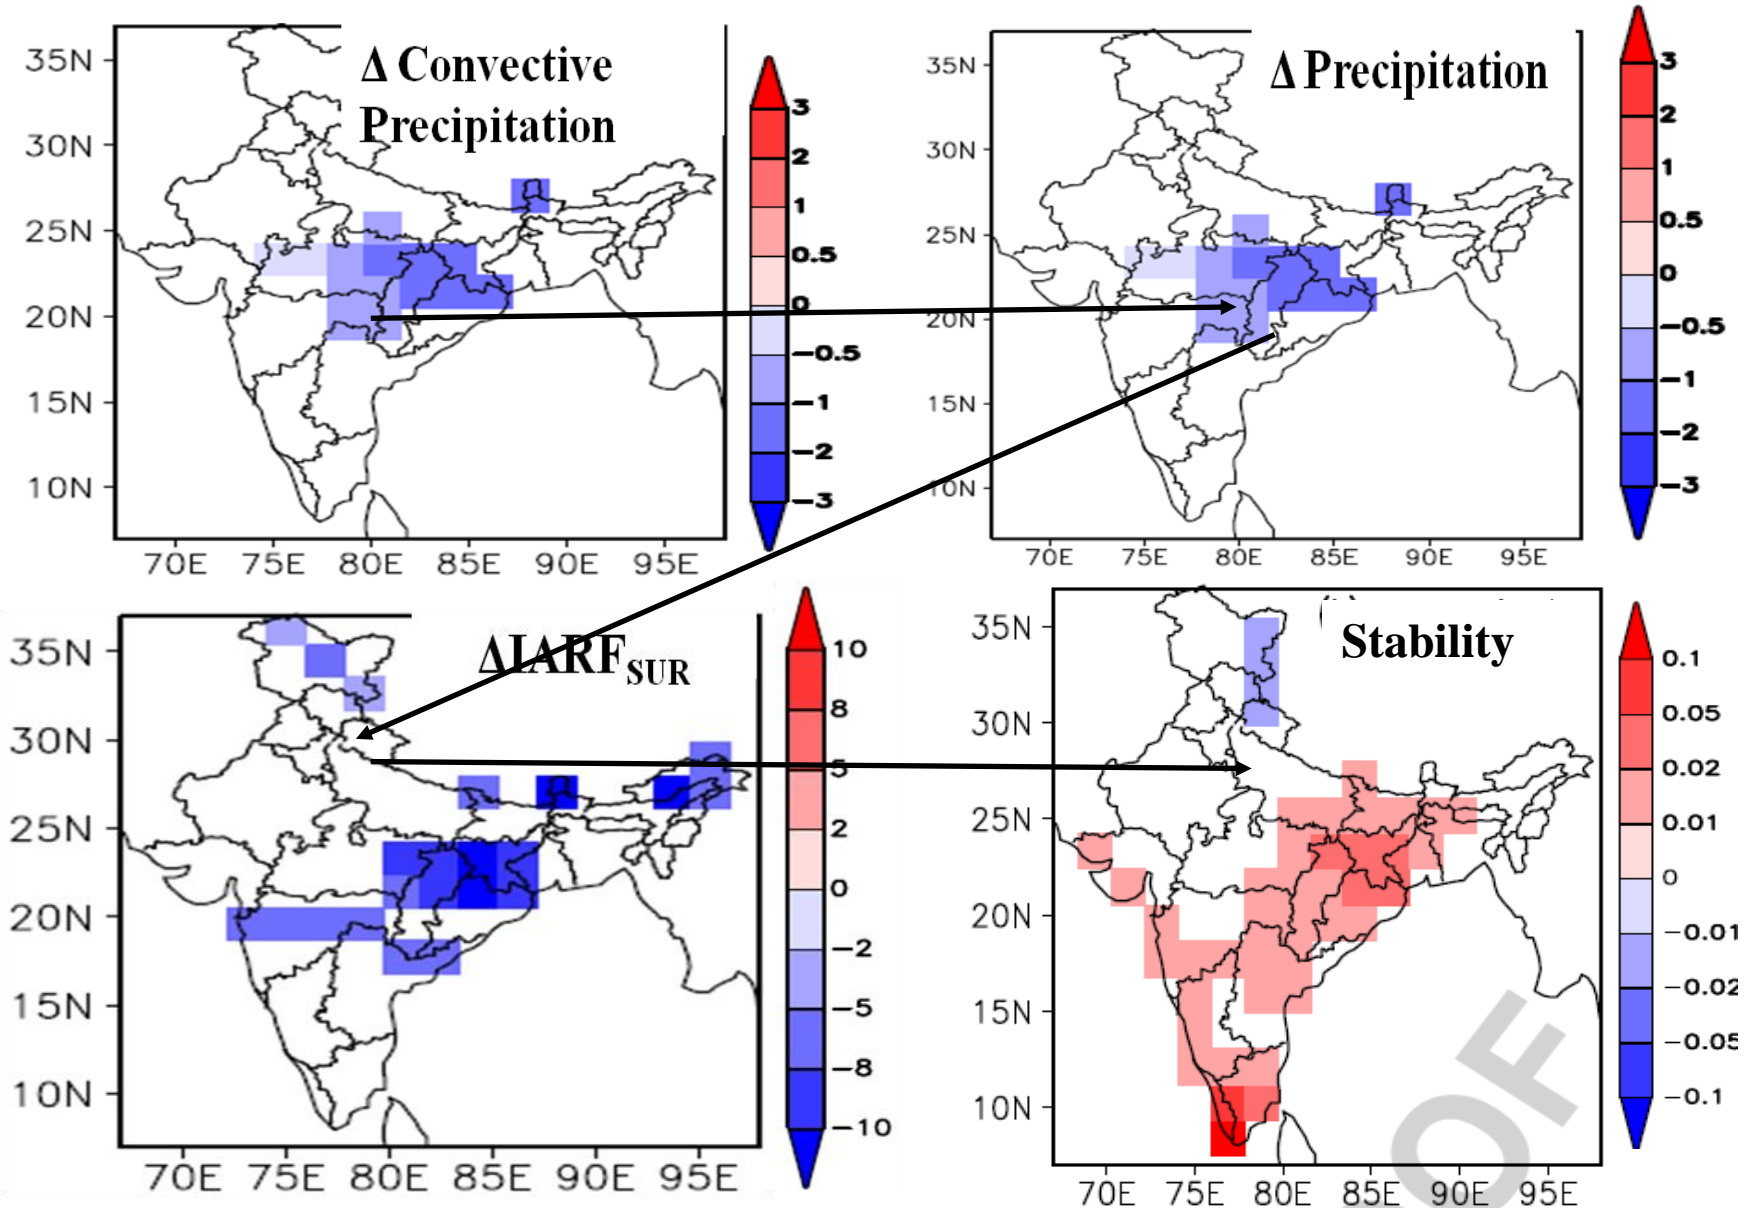 Δ Convective
Precipitation
35N
30N
25N
20N
15N
10N
70E 75E 80E 85E 90E 95E
3
2
1
0.5
0
−0.5
−1
−2
−3
Δ Precipitation
35N
30N
25N
20N
15N
10N
70E 75E 80E 85E 90E 95E
3
2
1
0.5
0
−0.5
−1
−2
−3
ΔIARFSUR
35N
30N
25N
20N
15N
10N
70E 75E 80E 85E 90E 95E
10
8
5
2
0
−2
−5
−8
−10
Stability
35N
30N
25N
20N
15N
10N
70E 75E 80E 85E 90E 95E
0.1
0.05
0.02
0.01
0
−0.01
−0.02
−0.05
−0.1
OF